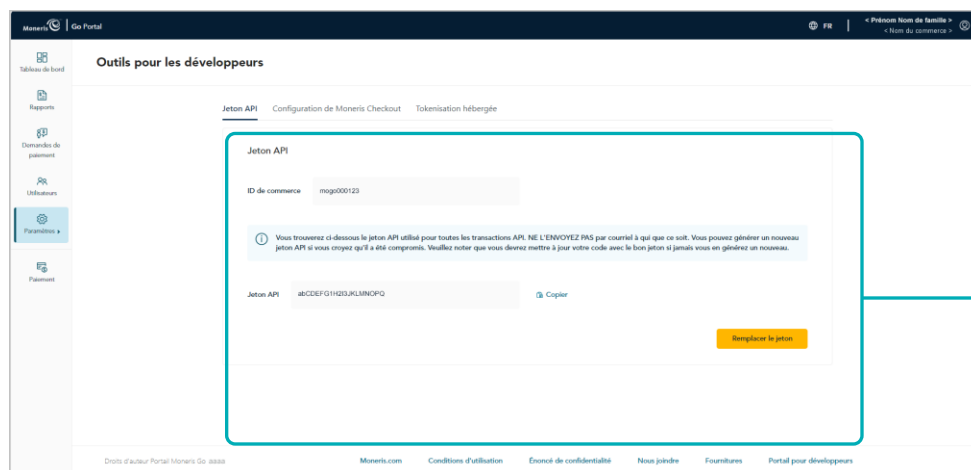 Moneris Go Portal
FR
< Prénom Nom de famille >
< Nom du commerce >
Tableau de bord
Rapports
Demandes de
paiement
Utilisateurs
Paramètres
Paiement
Outils pour les développeurs
Jeton API Configuration de Moneris Checkout Tokenisation hébergée
Jeton API
ID de commerce mogo000123
Vous trouverez ci-dessous le jeton API utilisé pour toutes les transactions API. NE L'ENVOYEZ PAS par courriel à qui que ce soit. Vous pouvez générer un nouveau
jeton API si vous croyez qu'il a été compromis. Veuillez noter que vous devrez mettre à jour votre code avec le bon jeton si jamais vous en générez un nouveau.
Jeton API abCDEFG1H2I3JKLMNOPQ Copier
Remplacer le jeton
Droits d'auteur Portail Moneris Go aaaa
Moneris.com Conditions d'utilisation Énoncé de confidentialité Nous joindre Fournitures Portail pour développeurs